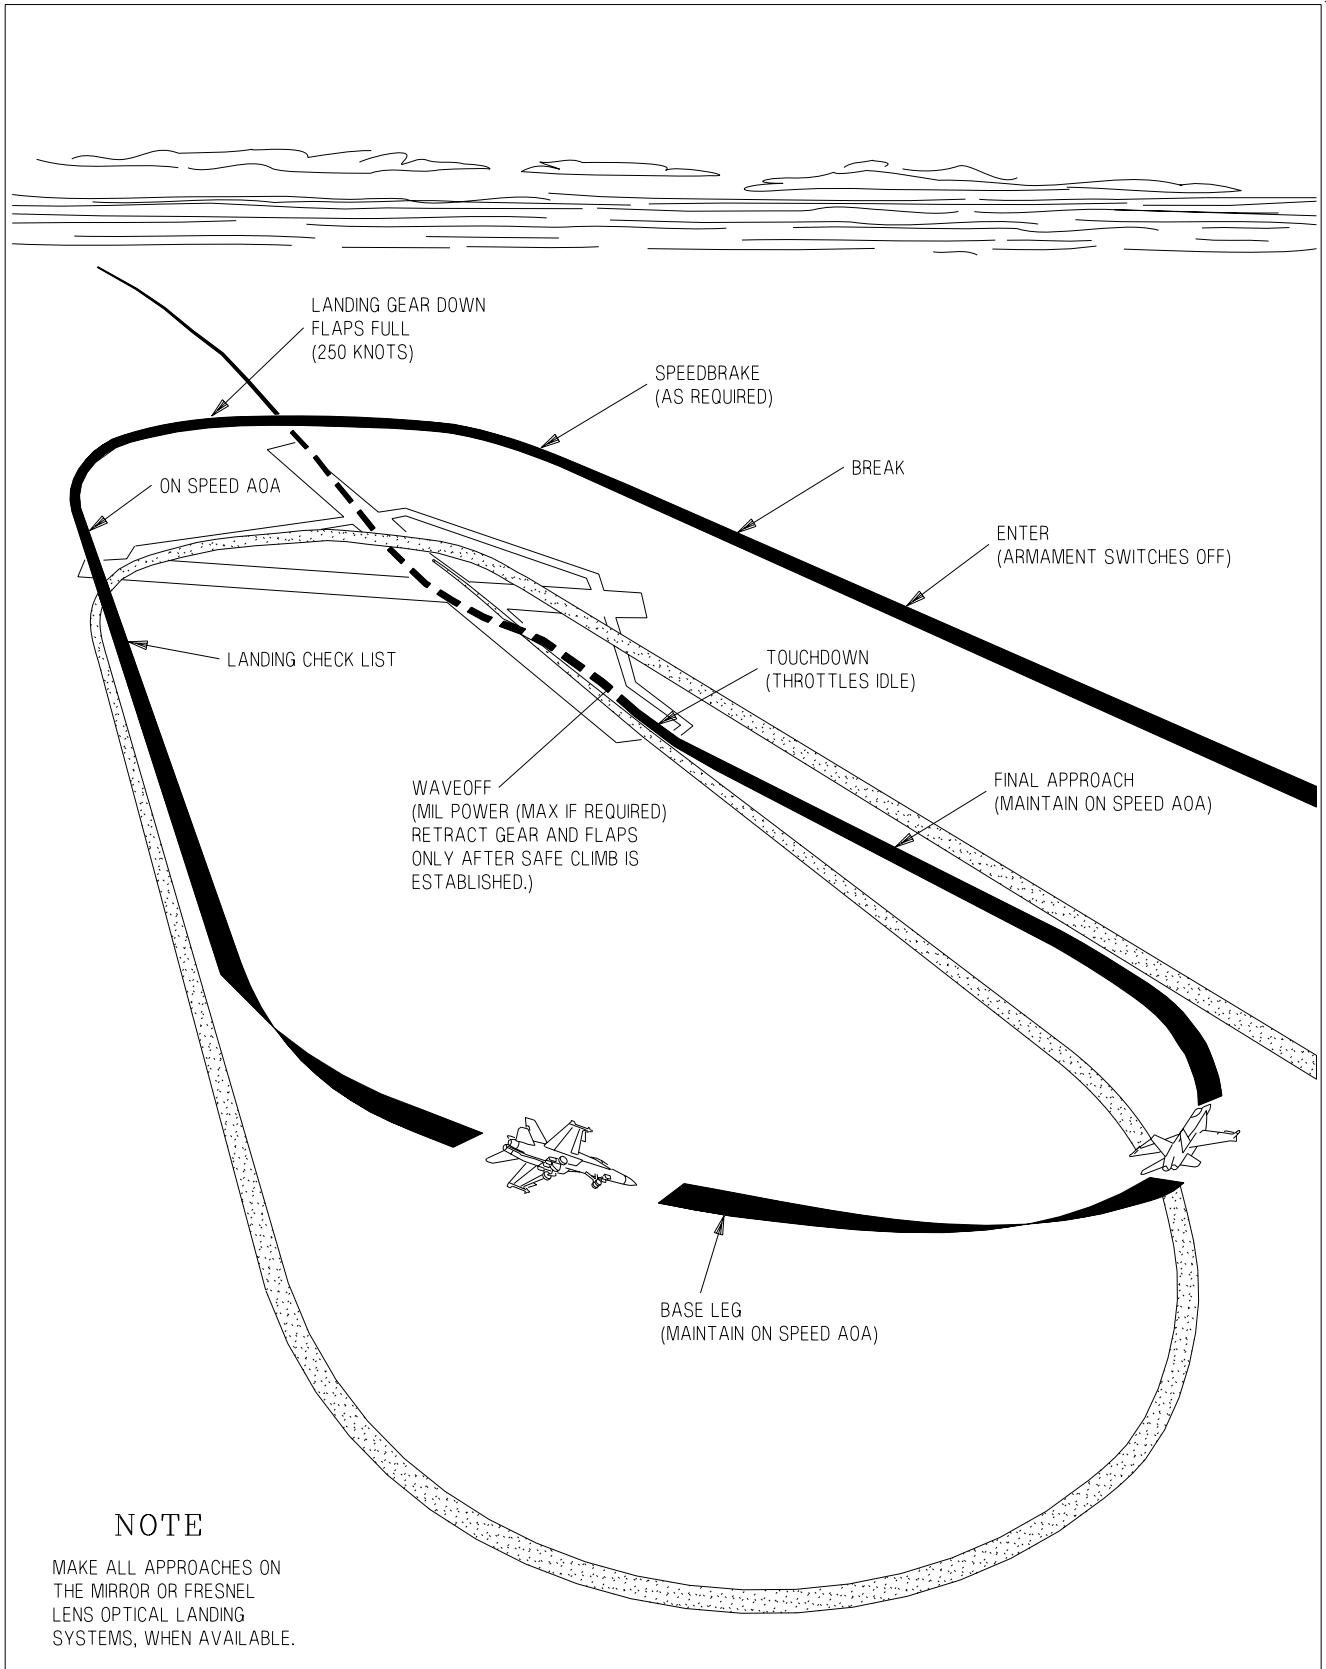 LANDING GEAR DOWN
FLAPS FULL
(250 KNOTS)
SPEEDBRAKE
(AS REQUIRED)
BREAK
ON SPEED AOA
ENTER
(ARMAMENT SWITCHES OFF)
LANDING CHECK LIST
TOUCHDOWN
(THROTTLES IDLE)
WAVEOFF
(MIL POWER (MAX IF REQUIRED)
RETRACT GEAR AND FLAPS
ONLY AFTER SAFE CLIMB IS
ESTABLISHED.)
FINAL APPROACH
(MAINTAIN ON SPEED AOA)
BASE LEG
(MAINTAIN ON SPEED AOA)
NOTE
MAKE ALL APPROACHES ON
THE MIRROR OR FRESNEL
LENS OPTICAL LANDING
SYSTEMS, WHEN AVAILABLE.